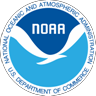 NATIONAL OCEANIC AND ATMOSPHERIC ADMINISTRATION
NOAA
U.S. DEPARTMENT OF COMMERCE